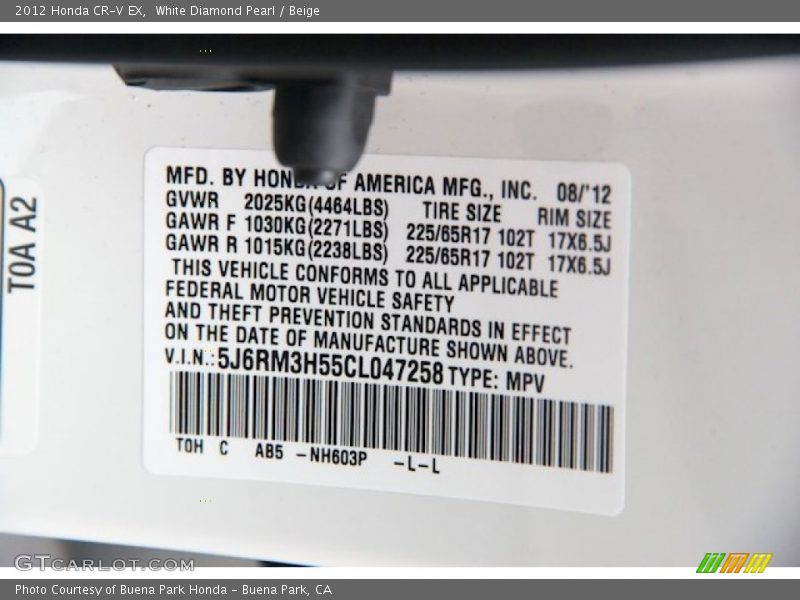 2012 Honda CR-V EX,  White Diamond Pearl / Beige
T0A A2
MFD. BY HONDA OF AMERICA MFG., INC. 08/'12
GVWR 2025KG(4464LBS) TIRE SIZE RIM SIZE
GAWR F 1030KG(2271LBS) 225/65R17 102T 17X6.5J
GAWR R 1015KG(2238LBS) 225/65R17 102T 17X6.5J
THIS VEHICLE CONFORMS TO ALL APPLICABLE
FEDERAL MOTOR VEHICLE SAFETY
AND THEFT PREVENTION STANDARDS IN EFFECT
ON THE DATE OF MANUFACTURE SHOWN ABOVE.
V.I.N.: 5J6RM3H55CL047258 TYPE: MPV
T0H C AB5 -NH603P -L-L
GTCARLOT.COM
Photo Courtesy of Buena Park Honda - Buena Park, CA